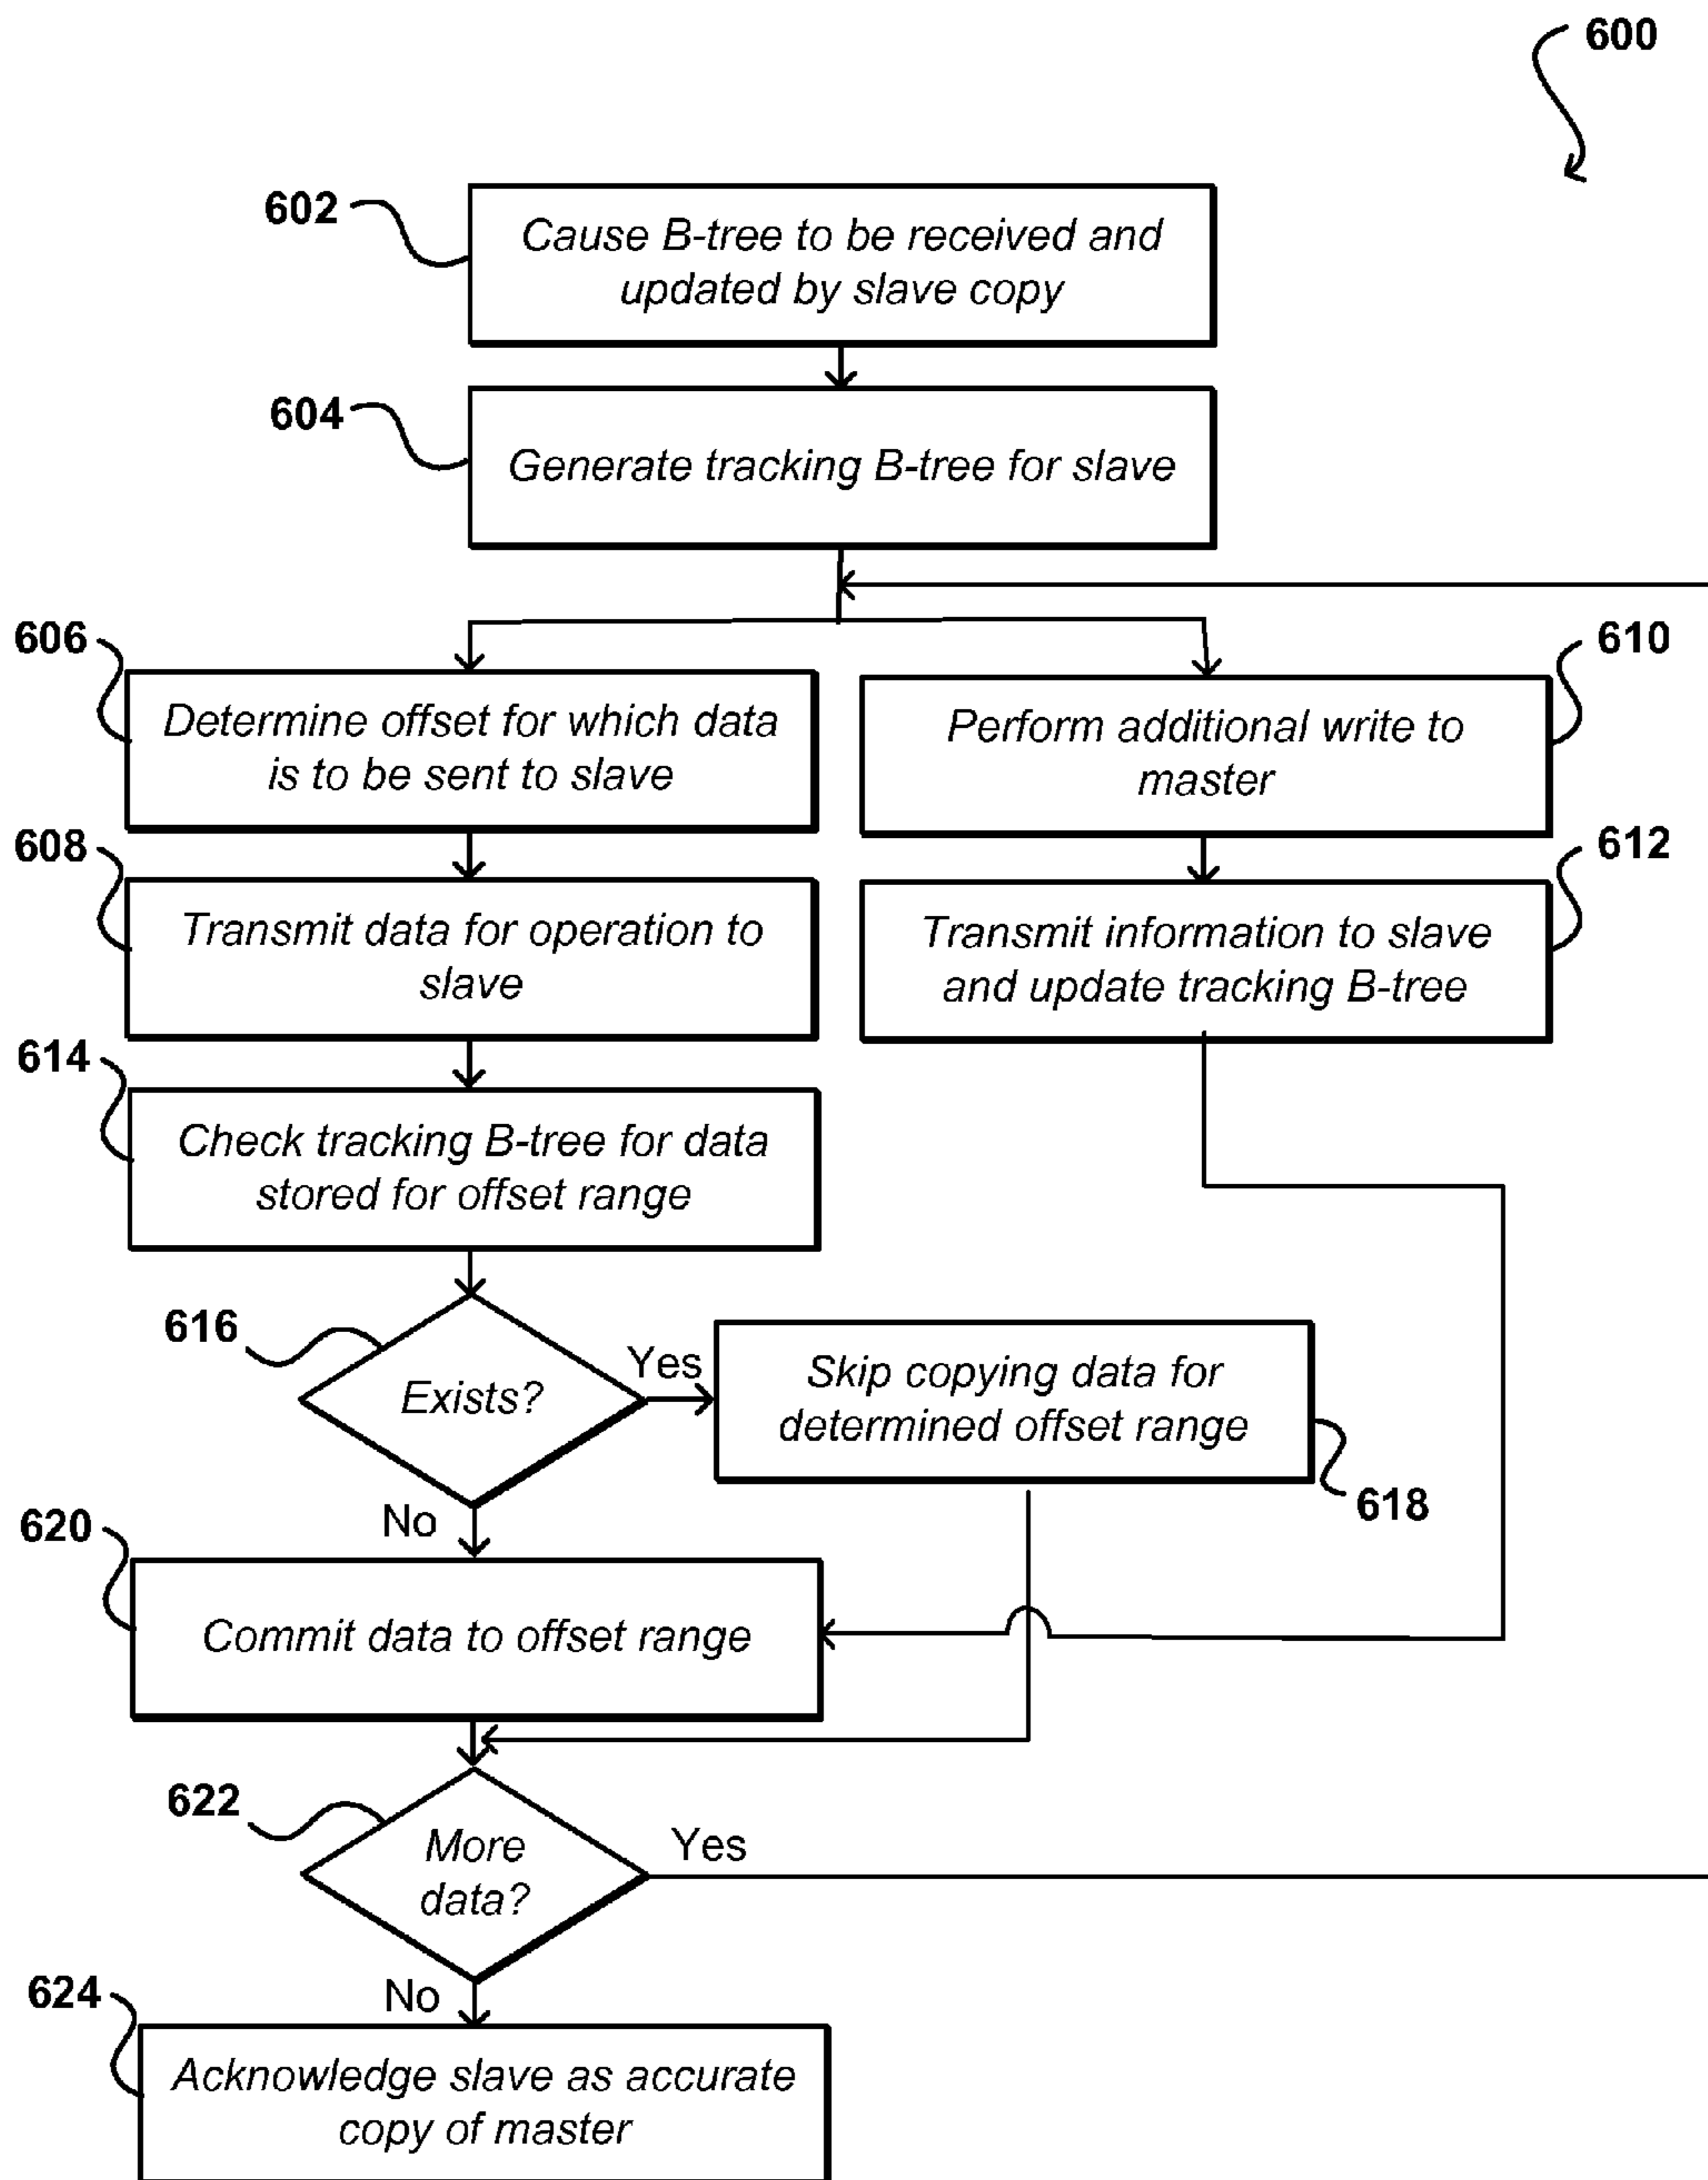 600
602
Cause B-tree to be received and
updated by slave copy
604
Generate tracking B-tree for slave
606
Determine offset for which data
is to be sent to slave
610
Perform additional write to
master
608
Transmit data for operation to
slave
612
Transmit information to slave
and update tracking B-tree
614
Check tracking B-tree for data
stored for offset range
616
Exists?
Yes
Skip copying data for
determined offset range
618
No
620
Commit data to offset range
622
More
data?
Yes
No
624
Acknowledge slave as accurate
copy of master